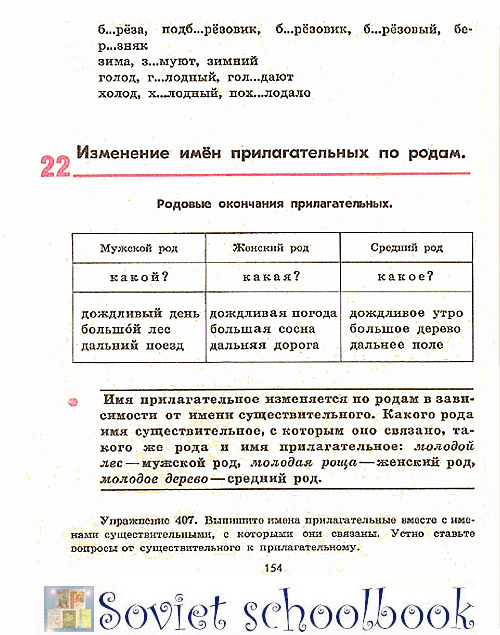 б...рёза, подб...рёзовик, б...рёзовик, б...рёзовый, бе-
р...зняк
зима, з...муют, зимний
голод, г...лодный, гол...дают
холод, х...лодный, пох...лодало
22 Изменение имён прилагательных по родам.
Родовые окончания прилагательных.
Мужской род Женский род Средний род
какой? какая? какое?
дождливый день дождливая погода дождливое утро
большой лес большая сосна большое дерево
дальний поезд дальняя дорога дальнее поле
Имя прилагательное изменяется по родам в зави-
симости от имени существительного. Какого рода
имя существительное, с которым оно связано, та-
кого же рода и имя прилагательное: молодой
лес — мужской род, молодая роща — женский род,
молодое дерево — средний род.
Упражнение 407. Выпишите имена прилагательные вместе с име-
нами существительными, с которыми они связаны. Устно ставьте
вопросы от существительного к прилагательному.
154
Soviet schoolbook